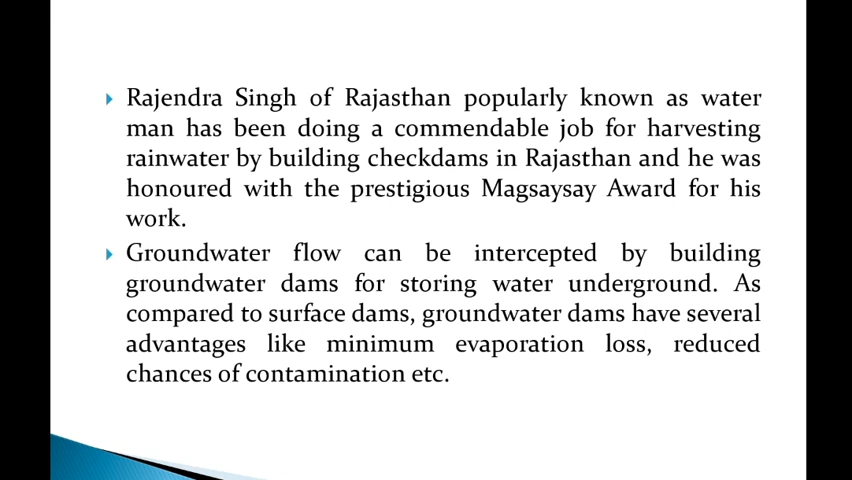 Rajendra Singh of Rajasthan popularly known as water
man has been doing a commendable job for harvesting
rainwater by building checkdams in Rajasthan and he was
honoured with the prestigious Magsaysay Award for his
work.
Groundwater flow can be intercepted by building
groundwater dams for storing water underground. As
compared to surface dams, groundwater dams have several
advantages like minimum evaporation loss, reduced
chances of contamination etc.